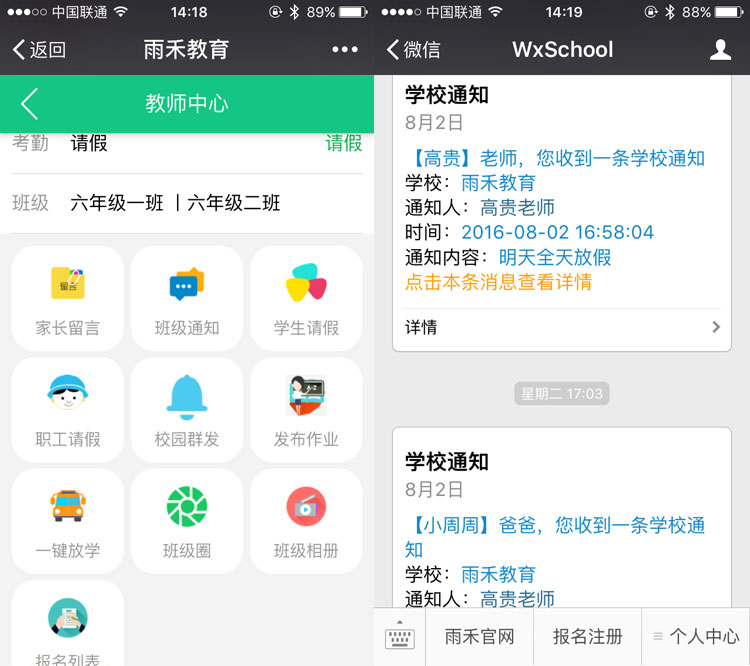 中国联通 14:18 89%
返回 雨禾教育
教师中心
考勤 请假 请假
班级 六年级一班 丨六年级二班
留言
家长留言 班级通知 学生请假
A-Z
职工请假 校园群发 发布作业
一键放学 班级圈 班级相册
报名列表
中国联通 14:19 88%
微信 WxSchool
学校通知
8月2日
【高贵】老师，您收到一条学校通知
学校：雨禾教育
通知人：高贵老师
时间：2016-08-02 16:58:04
通知内容：明天全天放假
点击本条消息查看详情
详情
星期二 17:03
学校通知
8月2日
【小周周】爸爸，您收到一条学校通
知
学校：雨禾教育
通知人：高贵老师
雨禾官网 报名注册 个人中心